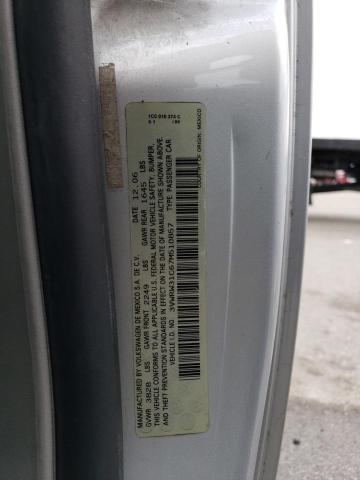 1C0 010 374 C
MANUFACTURED BY VOLKSWAGEN DE MEXICO S.A. DE C.V. DATE 12.06
GVWR 3828 LBS GAWR FRONT 2249 LBS GAWR REAR 1645 LBS
THIS VEHICLE CONFORMS TO ALL APPLICABLE U.S. FEDERAL MOTOR VEHICLE SAFETY, BUMPER,
AND THEFT PREVENTION STANDARDS IN EFFECT ON THE DATE OF MANUFACTURE SHOWN ABOVE.
VEHICLE I.D. NO. 3VWRW31C67M510867 TYPE: PASSENGER CAR
COUNTRY OF ORIGIN: MEXICO